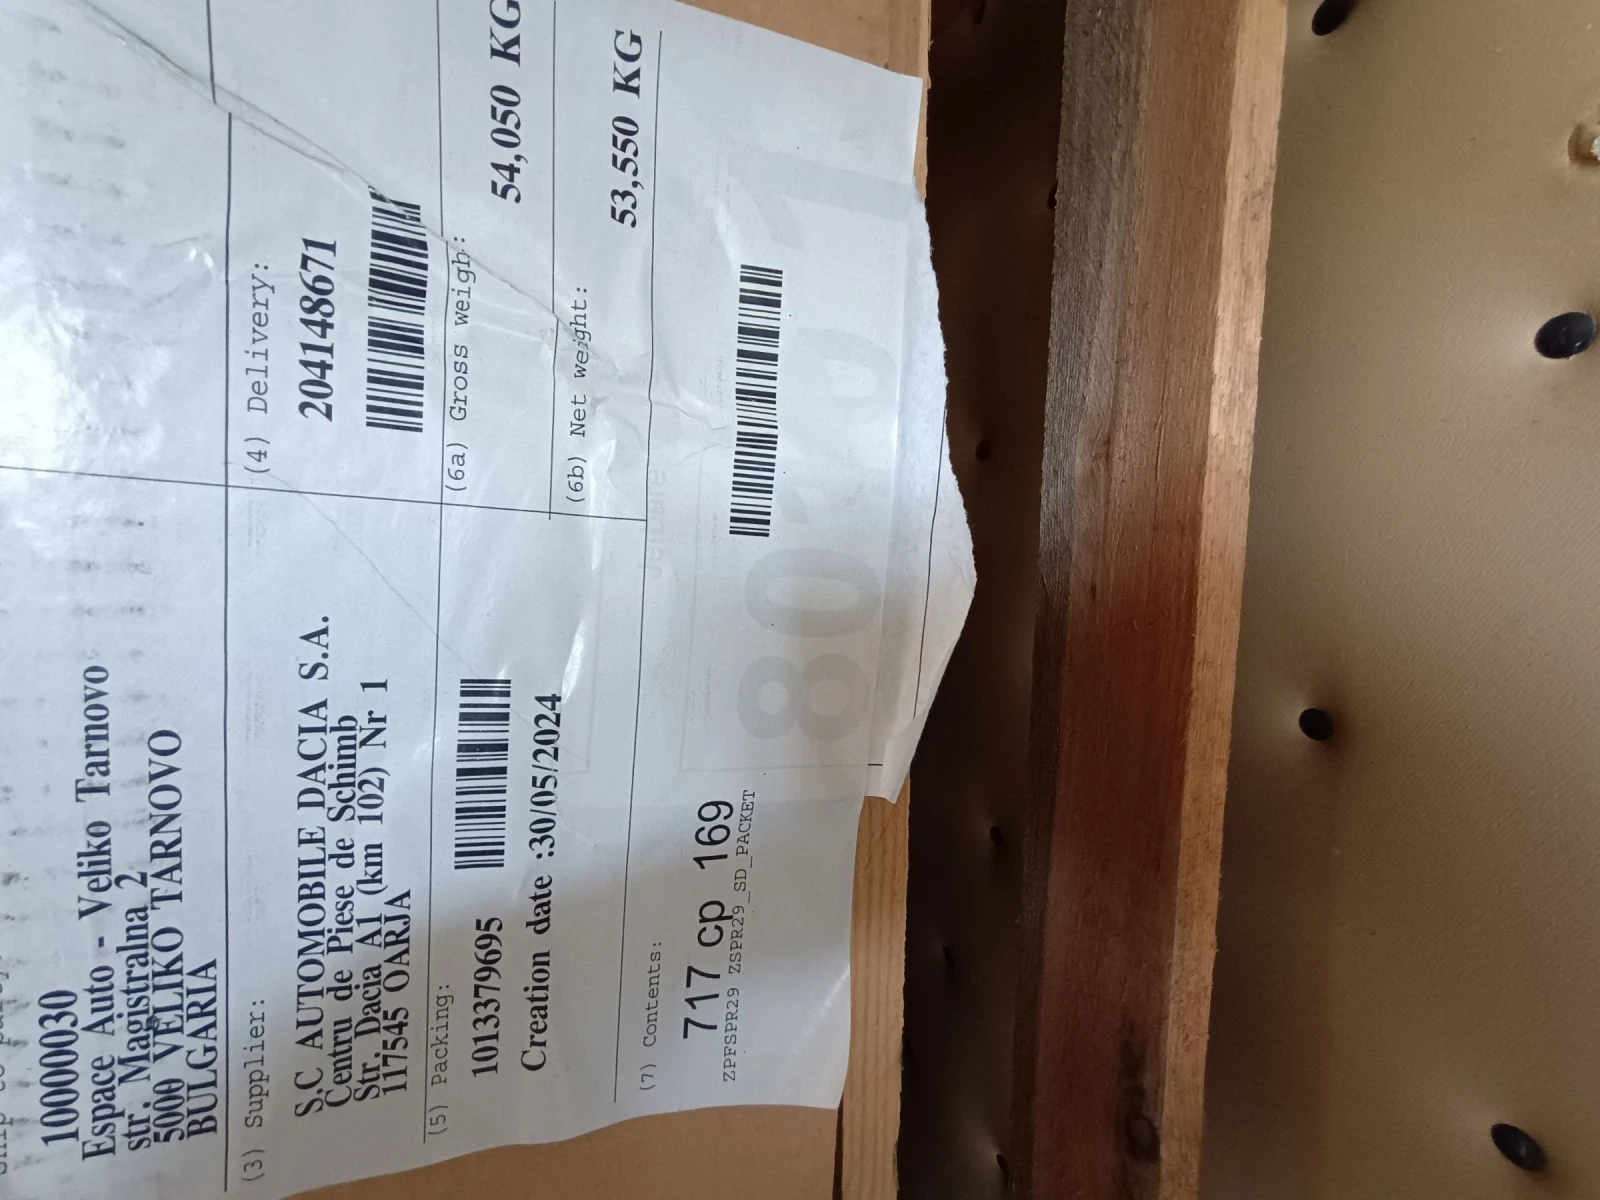 10000030
Espace Auto - Veliko Tarnovo
str. Magistralna 2
5000 VELIKO TARNOVO
BULGARIA
(3) Supplier:
S.C AUTOMOBILE DACIA S.A.
Centru de Piese de Schimb
Str. Dacia A1 (km 102) Nr 1
117545 OARJA
(4) Delivery:
204148671
(5) Packing:
1013379695
Creation date :30/05/2024
(6a) Gross weigh:
54,050 KG
(6b) Net weight:
53,550 KG
(7) Contents:
717 cp 169
ZPFSPR29 ZSPR29_SD_PACKET